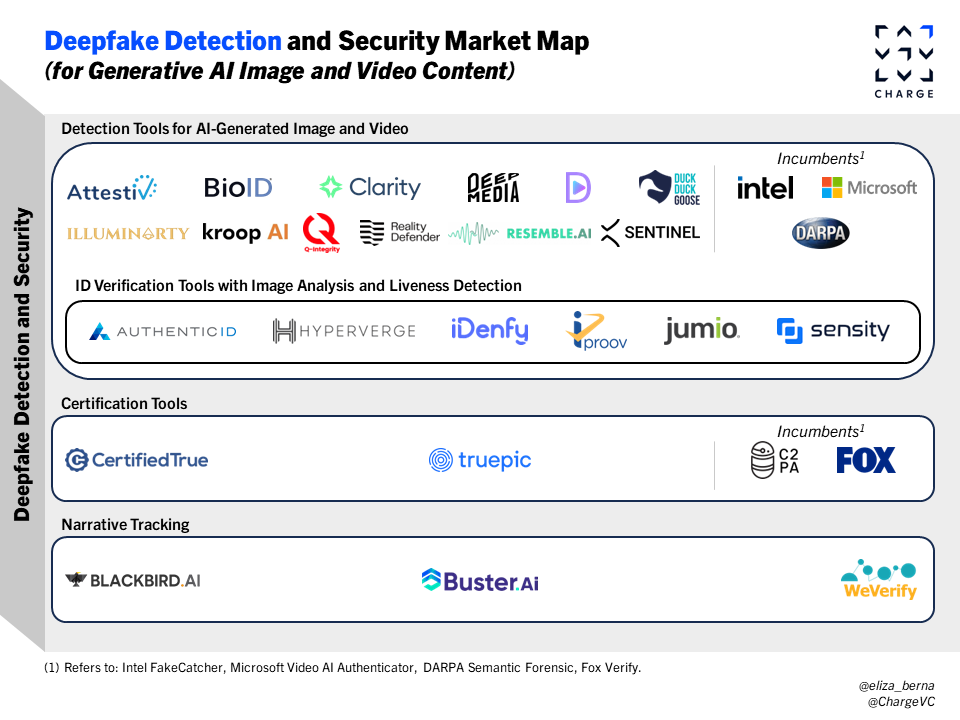 Deepfake Detection and Security Market Map
(for Generative AI Image and Video Content)
CHARGE
Deepfake Detection and Security
Detection Tools for AI-Generated Image and Video
Incumbents1
Attestiv
BioID
Clarity
DEEP MEDIA
DUCK DUCK GOOSE
intel
Microsoft
ILLUMINARTY
kroop AI
Q-Integrity
Reality Defender
RESEMBLE.AI
SENTINEL
DARPA
ID Verification Tools with Image Analysis and Liveness Detection
AUTHENTICID
HYPERVERGE
iDenfy
iproov
jumio
sensity
Certification Tools
Incumbents1
CertifiedTrue
truepic
C2PA
FOX
Narrative Tracking
BLACKBIRD.AI
Buster.Ai
WeVerify
(1) Refers to: Intel FakeCatcher, Microsoft Video AI Authenticator, DARPA Semantic Forensic, Fox Verify.
@eliza_berna
@ChargeVC